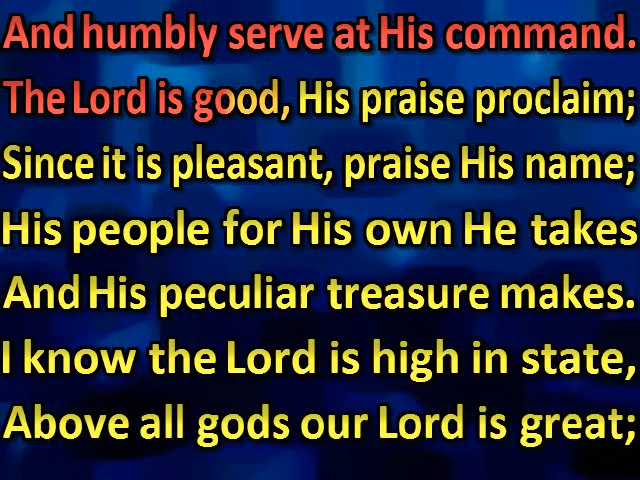 And humbly serve at His command.
The Lord is good, His praise proclaim;
Since it is pleasant, praise His name;
His people for His own He takes
And His peculiar treasure makes.
I know the Lord is high in state,
Above all gods our Lord is great;